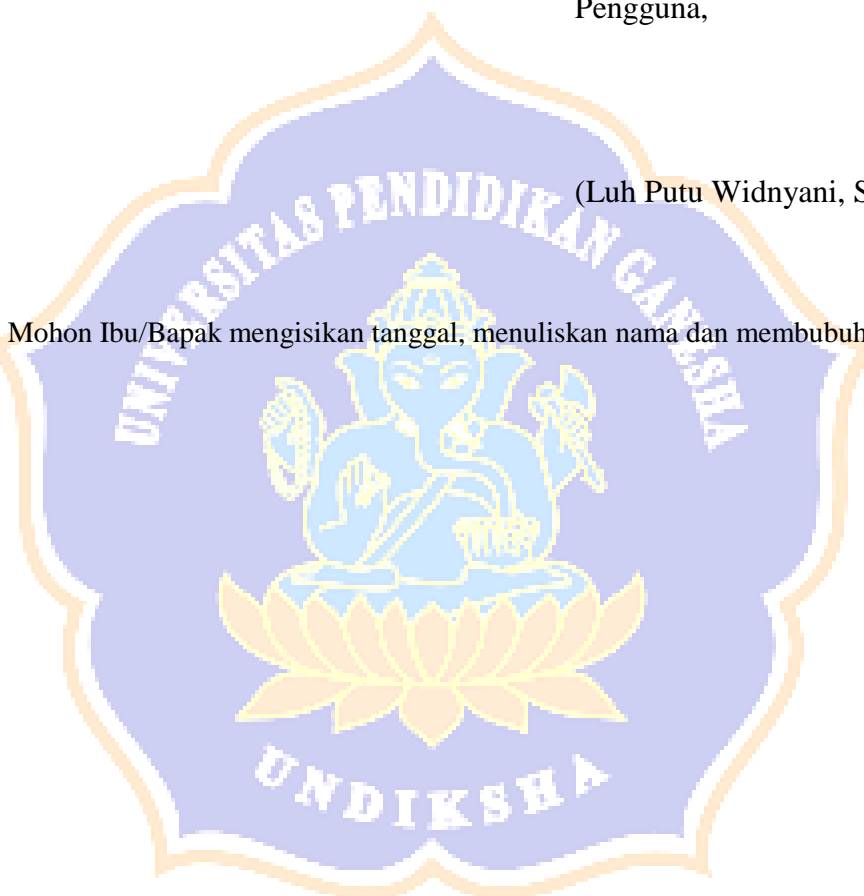 Pengguna,
(Luh Putu Widnyani, S
Mohon Ibu/Bapak mengisikan tanggal, menuliskan nama dan membubuh
UNIVERSITAS PENDIDIKAN GANESHA
UNDIKSHA